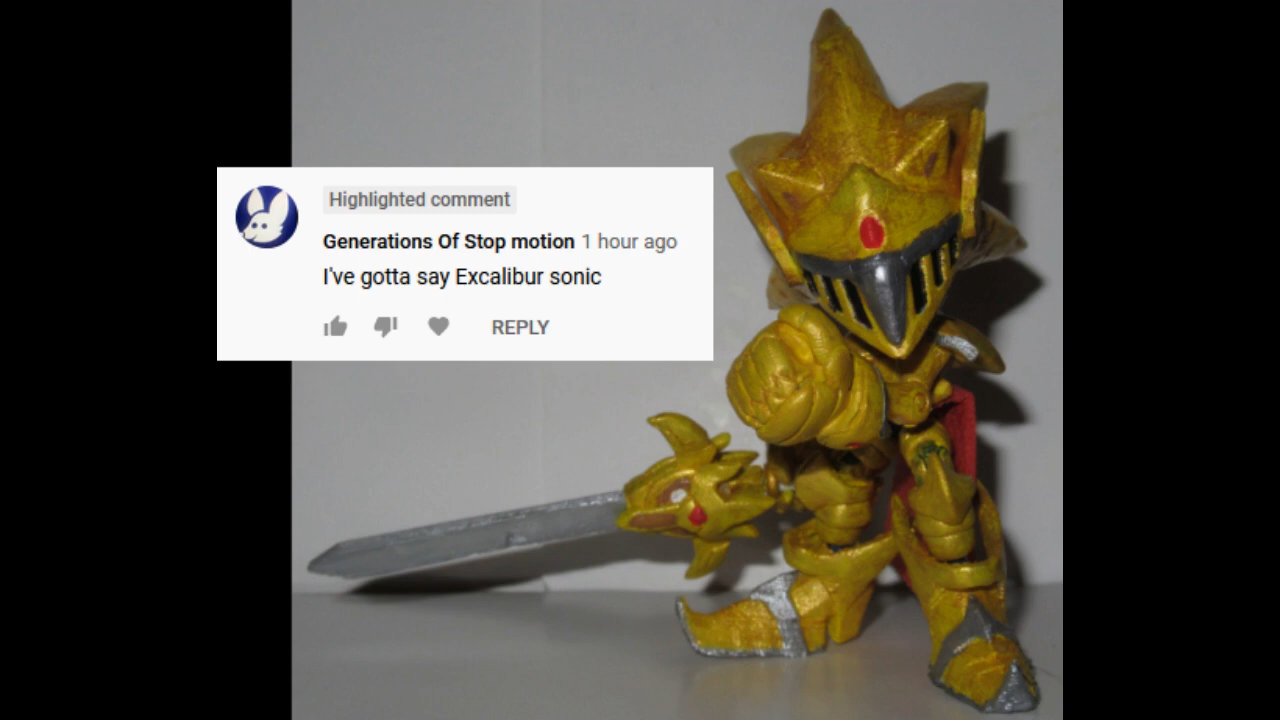 Highlighted comment
Generations Of Stop motion 1 hour ago
I've gotta say Excalibur sonic
REPLY